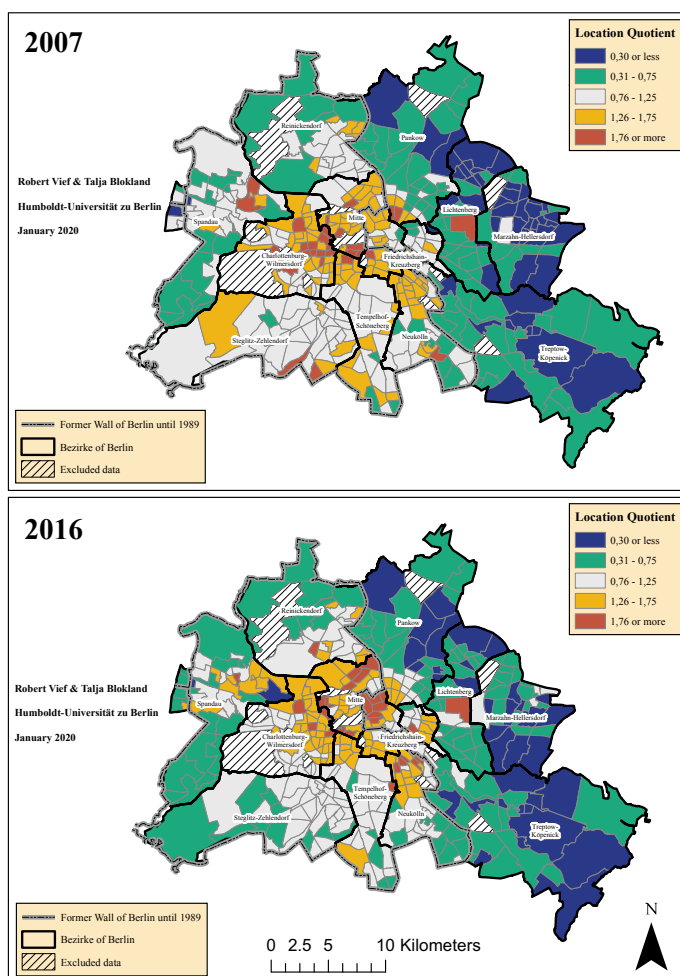 2007
Location Quotient
0,30 or less
0,31 - 0,75
0,76 - 1,25
1,26 - 1,75
1,76 or more
Reinickendorf
Pankow
Robert Vief & Talja Blokland
Humboldt-Universität zu Berlin
January 2020
Lichtenberg
Marzahn-Hellersdorf
Spandau
Mitte
Charlottenburg-
Wilmersdorf
Friedrichshain-
Kreuzberg
Tempelhof-
Schöneberg
Steglitz-Zehlendorf
Neukölln
Treptow-
Köpenick
Former Wall of Berlin until 1989
Bezirke of Berlin
Excluded data
2016
Location Quotient
0,30 or less
0,31 - 0,75
0,76 - 1,25
1,26 - 1,75
1,76 or more
Reinickendorf
Pankow
Robert Vief & Talja Blokland
Humboldt-Universität zu Berlin
January 2020
Lichtenberg
Marzahn-Hellersdorf
Spandau
Mitte
Charlottenburg-
Wilmersdorf
Friedrichshain-
Kreuzberg
Tempelhof-
Schöneberg
Steglitz-Zehlendorf
Neukölln
Treptow-
Köpenick
Former Wall of Berlin until 1989
Bezirke of Berlin
Excluded data
0 2.5 5 10 Kilometers
N